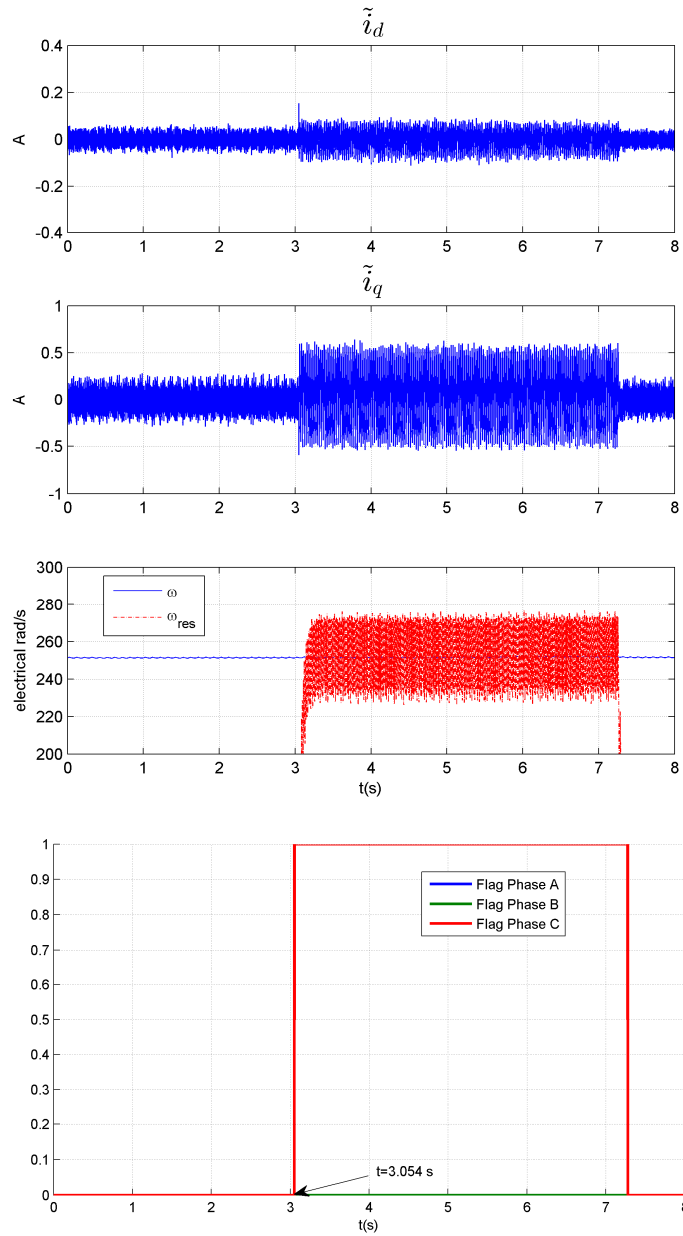 ĩ_d
0.4
0.2
0
-0.2
-0.4
A
0 1 2 3 4 5 6 7 8
ĩ_q
1
0.5
0
-0.5
-1
A
0 1 2 3 4 5 6 7 8
300
280
260
240
220
200
electrical rad/s
ω
ω_res
0 1 2 3 4 5 6 7 8
t(s)
1
0.9
0.8
0.7
0.6
0.5
0.4
0.3
0.2
0.1
0
Flag Phase A
Flag Phase B
Flag Phase C
t=3.054 s
0 1 2 3 4 5 6 7 8
t(s)